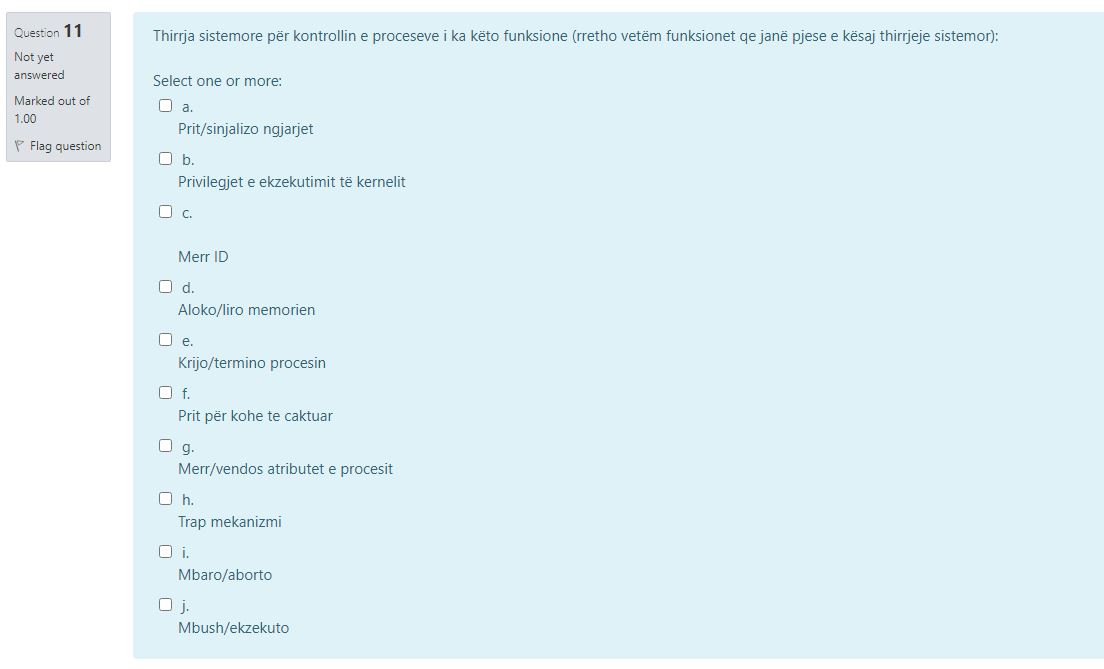 Question 11
Not yet
answered
Marked out of
1.00
Flag question
Thirrja sistemore për kontrollin e proceseve i ka këto funksione (rretho vetëm funksionet qe janë pjese e kësaj thirrjeje sistemor):
Select one or more:
a.
Prit/sinjalizo ngjarjet
b.
Privilegjet e ekzekutimit të kernelit
c.
Merr ID
d.
Aloko/liro memorien
e.
Krijo/termino procesin
f.
Prit për kohe te caktuar
g.
Merr/vendos atributet e procesit
h.
Trap mekanizmi
i.
Mbaro/aborto
j.
Mbush/ekzekuto